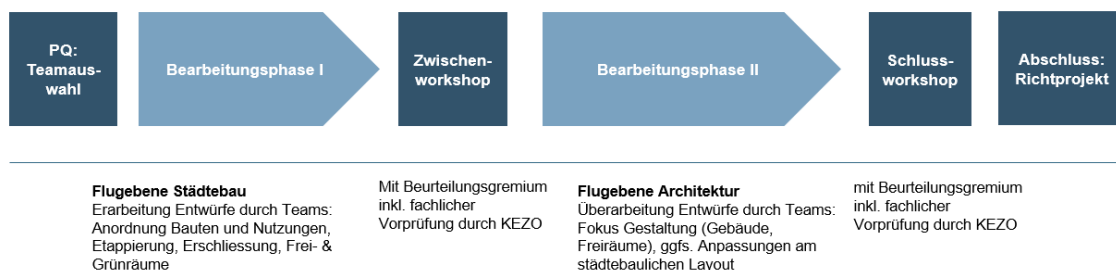 PQ:
Teamaus-
wahl
Bearbeitungsphase I
Zwischen-
workshop
Bearbeitungsphase II
Schluss-
workshop
Abschluss:
Richtprojekt
Flugebene Städtebau
Erarbeitung Entwürfe durch Teams:
Anordnung Bauten und Nutzungen,
Etappierung, Erschliessung, Frei- &
Grünräume
Mit Beurteilungsgremium
inkl. fachlicher
Vorprüfung durch KEZO
Flugebene Architektur
Überarbeitung Entwürfe durch Teams:
Fokus Gestaltung (Gebäude,
Freiräume), ggfs. Anpassungen am
städtebaulichen Layout
mit Beurteilungsgremium
inkl. fachlicher
Vorprüfung durch KEZO